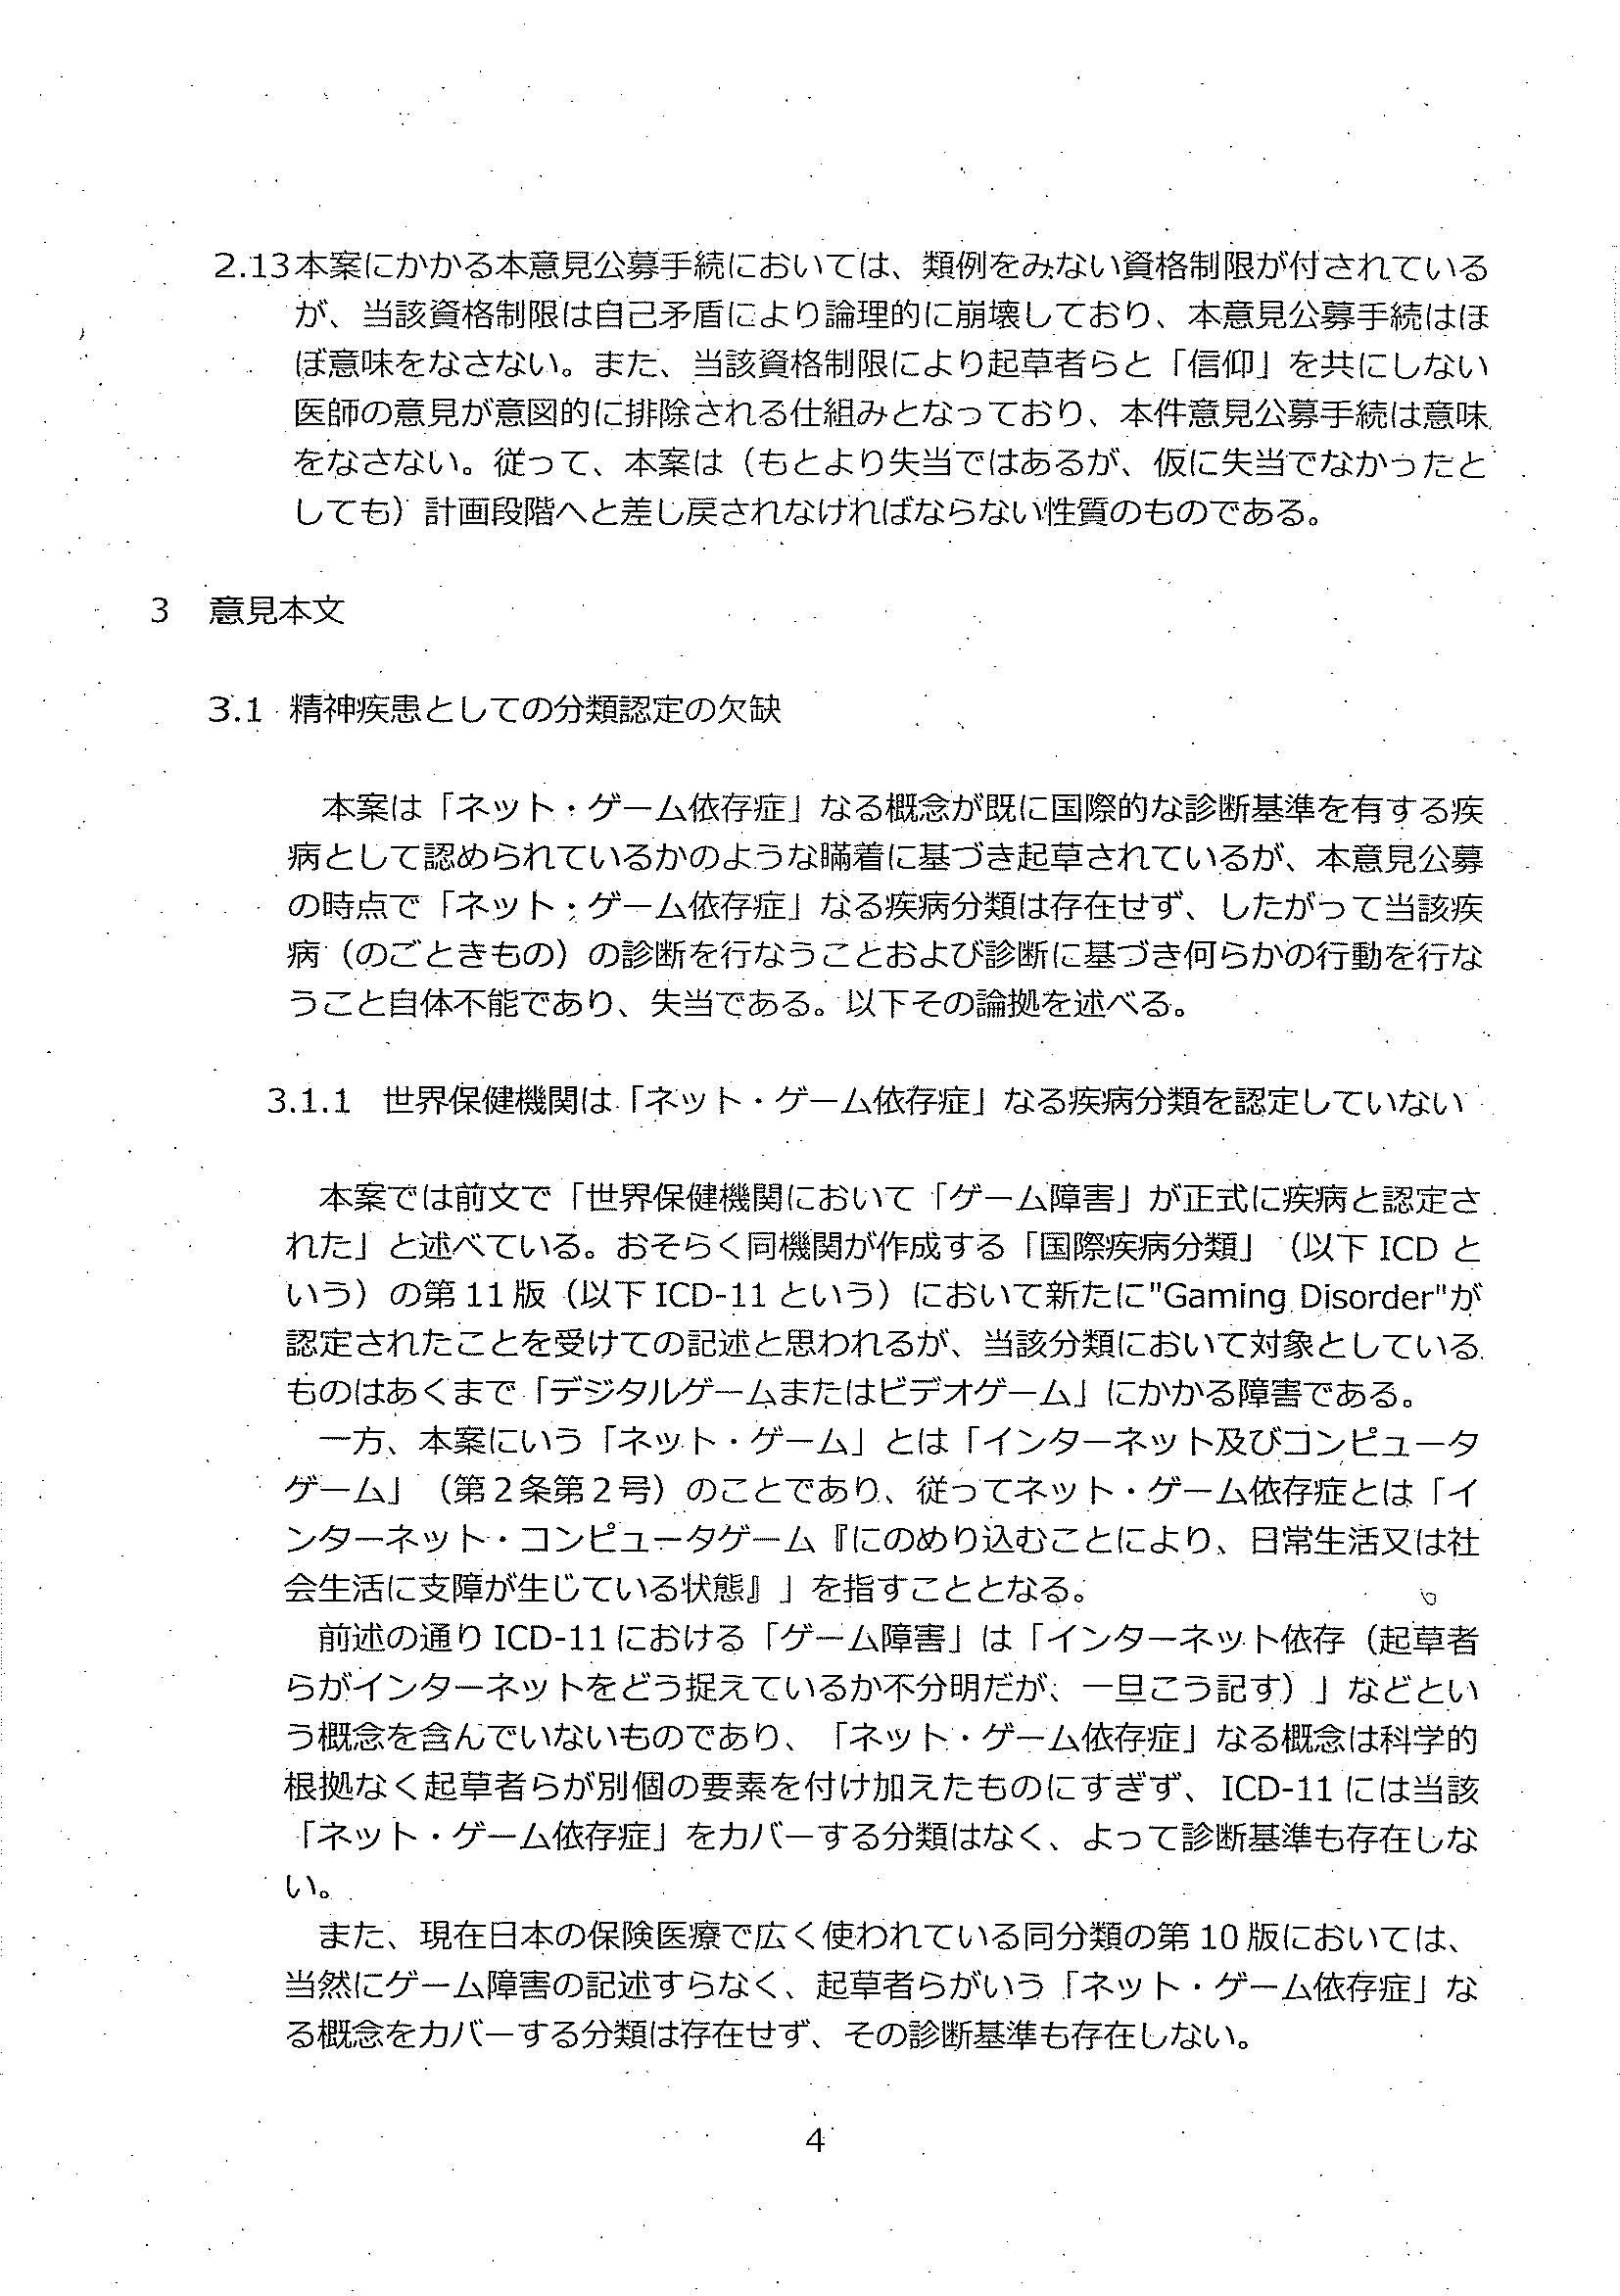 2.13本案にかかる本意見公募手続においては、類例をみない資格制限が付されている
が、当該資格制限は自己矛盾により論理的に崩壊しており、本意見公募手続はほ
ぼ意味をなさない。また、当該資格制限により起草者らと「信仰」を共にしない
医師の意見が意図的に排除される仕組みとなっており、本件意見公募手続は意味
をなさない。従って、本案は（もとより失当ではあるが、仮に失当でなかったと
しても）計画段階へと差し戻されなければならない性質のものである。
3　意見本文
3.1 精神疾患としての分類認定の欠缺
本案は「ネット・ゲーム依存症」なる概念が既に国際的な診断基準を有する疾
病として認められているかのような瞞着に基づき起草されているが、本意見公募
の時点で「ネット・ゲーム依存症」なる疾病分類は存在せず、したがって当該疾
病（のごときもの）の診断を行なうことおよび診断に基づき何らかの行動を行な
うこと自体不能であり、失当である。以下その論拠を述べる。
3.1.1　世界保健機関は「ネット・ゲーム依存症」なる疾病分類を認定していない
本案では前文で「世界保健機関において「ゲーム障害」が正式に疾病と認定さ
れた」と述べている。おそらく同機関が作成する「国際疾病分類」（以下 ICD と
いう）の第 11 版（以下 ICD-11 という）において新たに"Gaming Disorder"が
認定されたことを受けての記述と思われるが、当該分類において対象としている
ものはあくまで「デジタルゲームまたはビデオゲーム」にかかる障害である。
一方、本案にいう「ネット・ゲーム」とは「インターネット及びコンピュータ
ゲーム」（第２条第２号）のことであり、従ってネット・ゲーム依存症とは「イ
ンターネット・コンピュータゲーム『にのめり込むことにより、日常生活又は社
会生活に支障が生じている状態』」を指すこととなる。
前述の通り ICD-11 における「ゲーム障害」は「インターネット依存（起草者
らがインターネットをどう捉えているか不分明だが、一旦こう記す）」などとい
う概念を含んでいないものであり、「ネット・ゲーム依存症」なる概念は科学的
根拠なく起草者らが別個の要素を付け加えたものにすぎず、ICD-11 には当該
「ネット・ゲーム依存症」をカバーする分類はなく、よって診断基準も存在しな
い。
また、現在日本の保険医療で広く使われている同分類の第 10 版においては、
当然にゲーム障害の記述すらなく、起草者らがいう「ネット・ゲーム依存症」な
る概念をカバーする分類は存在せず、その診断基準も存在しない。
4